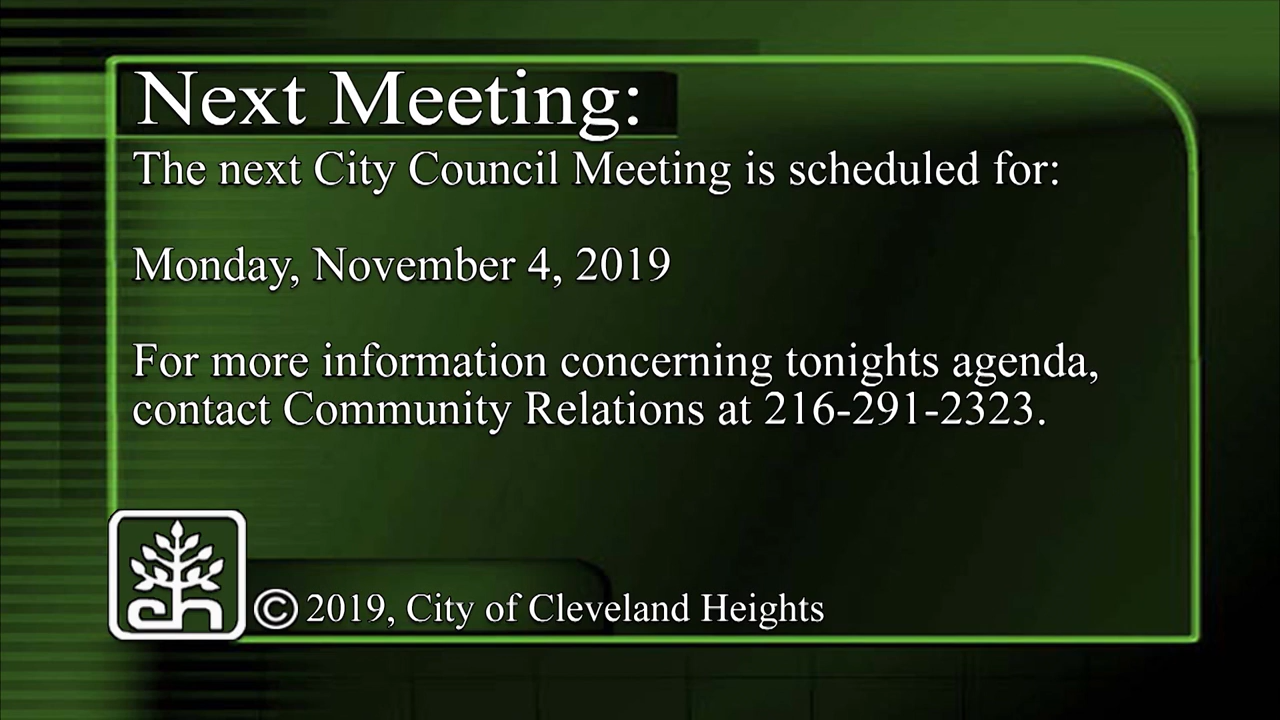 Next Meeting:
The next City Council Meeting is scheduled for:
Monday, November 4, 2019
For more information concerning tonights agenda,
contact Community Relations at 216-291-2323.
ch
© 2019, City of Cleveland Heights